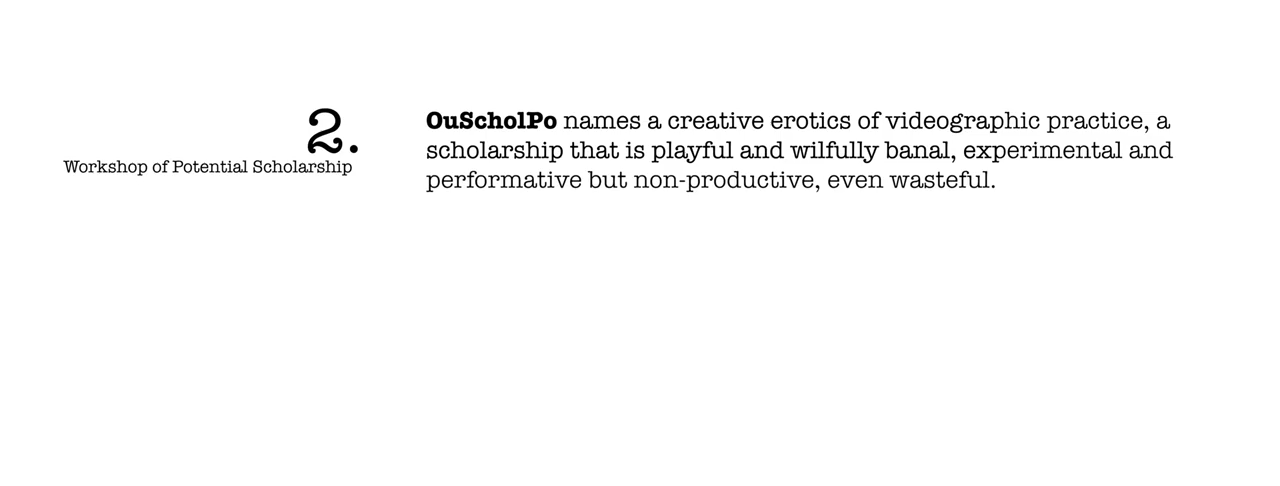 2.
Workshop of Potential Scholarship
OuScholPo names a creative erotics of videographic practice, a
scholarship that is playful and wilfully banal, experimental and
performative but non-productive, even wasteful.